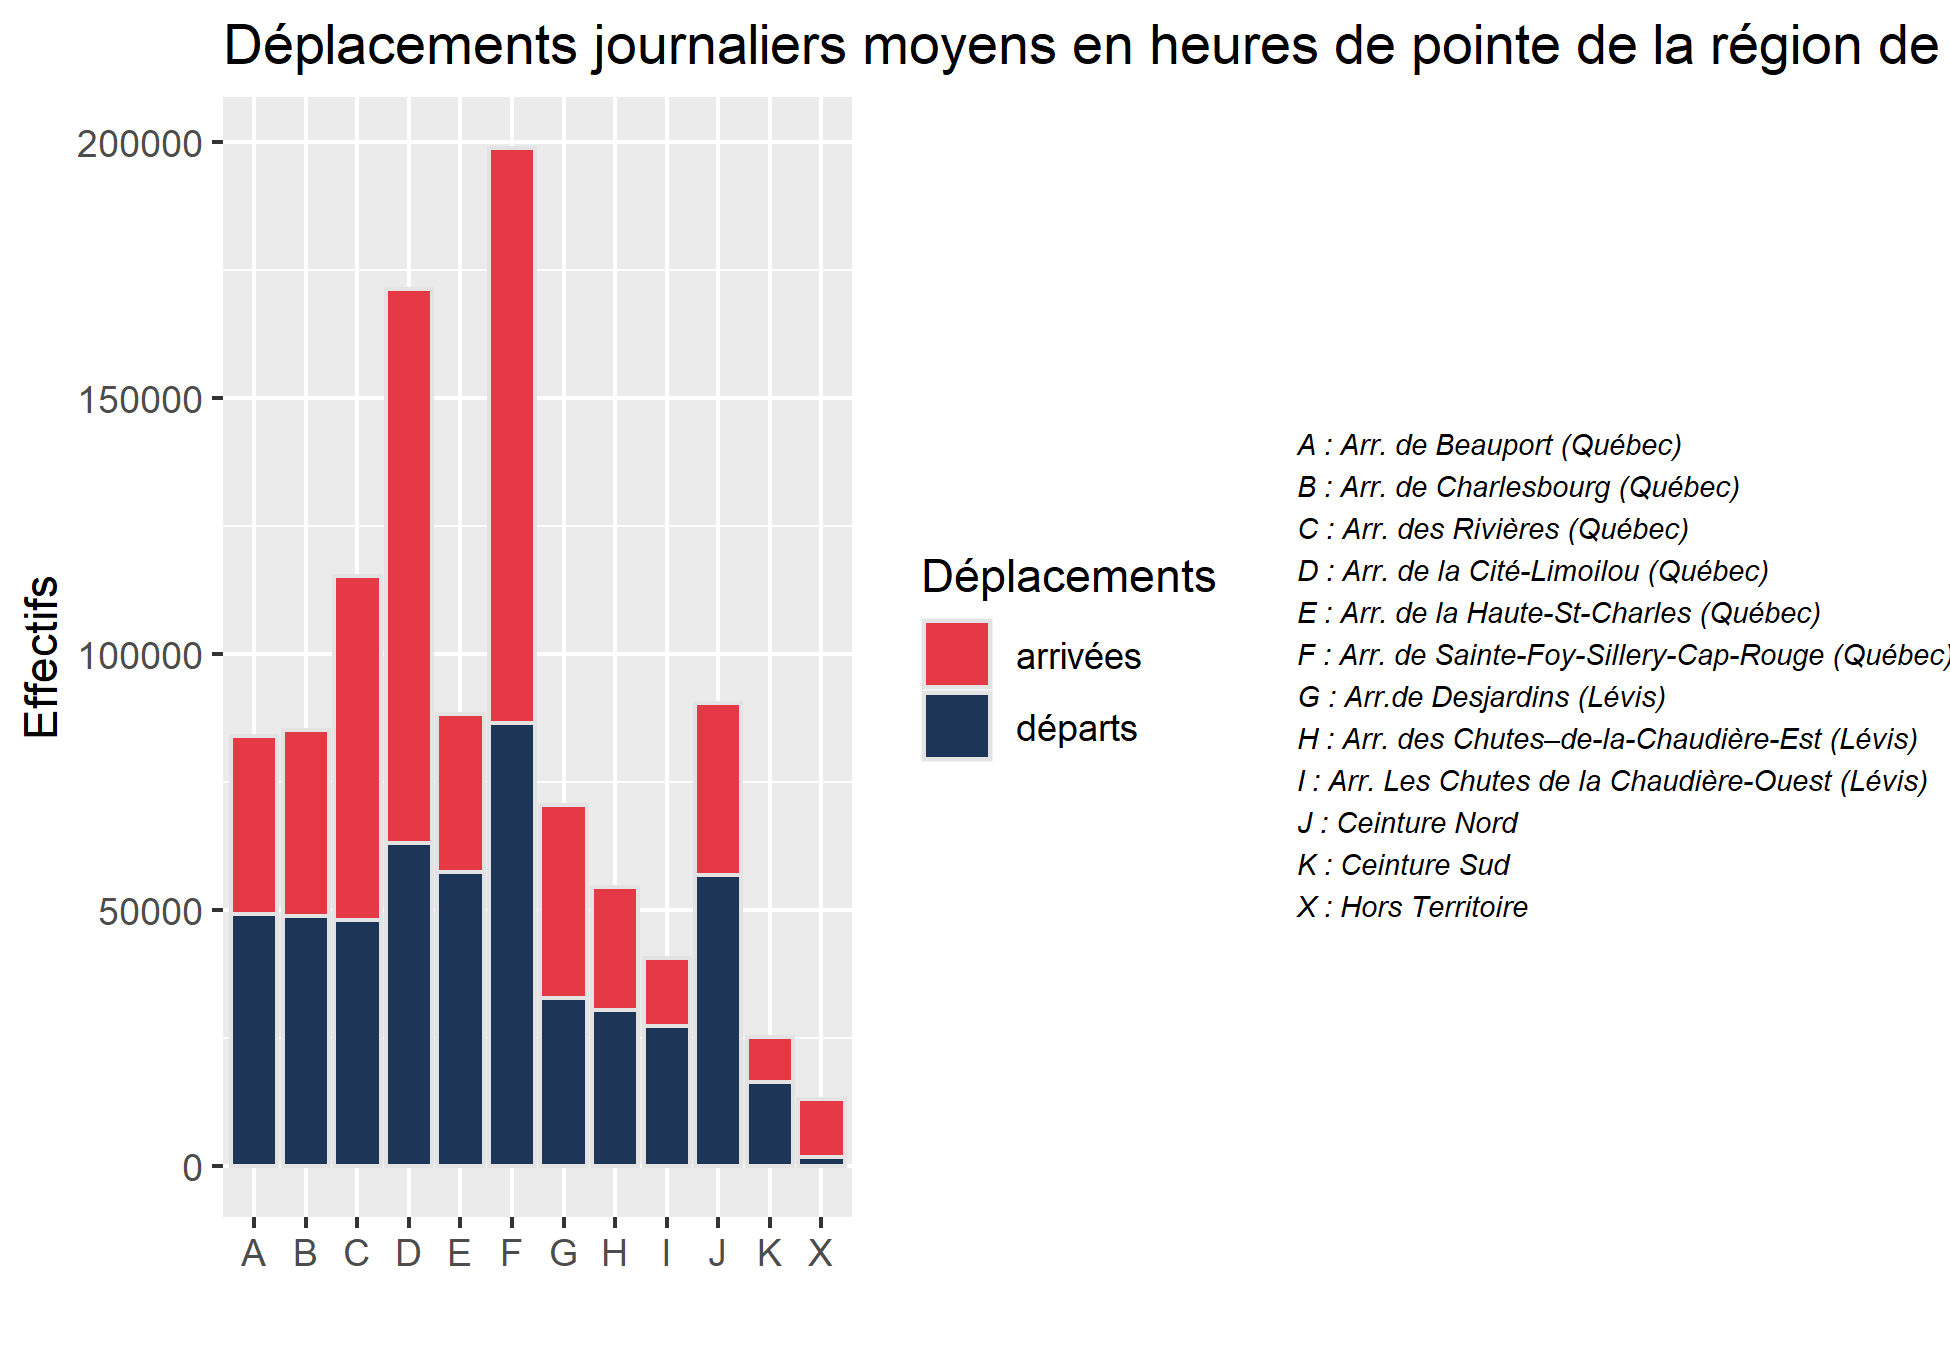 Déplacements journaliers moyens en heures de pointe de la région de
200000
150000
100000
50000
0
Effectifs
A B C D E F G H I J K X
Déplacements
arrivées
départs
A : Arr. de Beauport (Québec)
B : Arr. de Charlesbourg (Québec)
C : Arr. des Rivières (Québec)
D : Arr. de la Cité-Limoilou (Québec)
E : Arr. de la Haute-St-Charles (Québec)
F : Arr. de Sainte-Foy-Sillery-Cap-Rouge (Québec)
G : Arr.de Desjardins (Lévis)
H : Arr. des Chutes–de-la-Chaudière-Est (Lévis)
I : Arr. Les Chutes de la Chaudière-Ouest (Lévis)
J : Ceinture Nord
K : Ceinture Sud
X : Hors Territoire